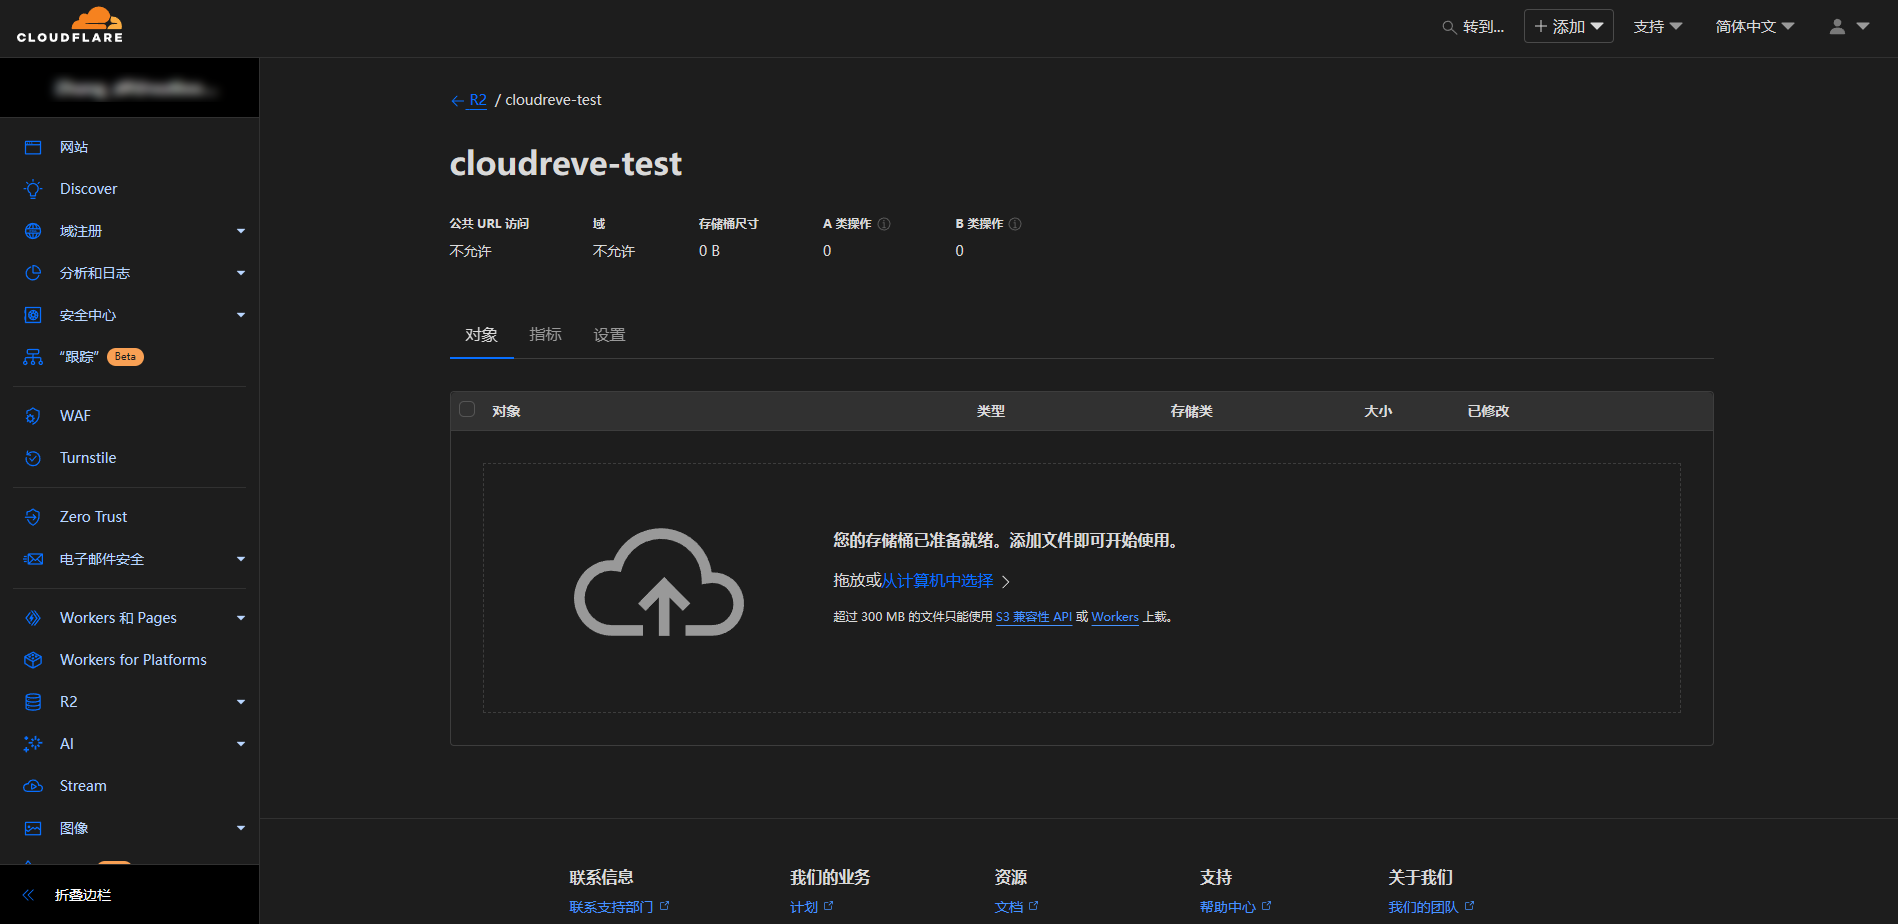 CLOUDFLARE
转到...
添加
支持
简体中文
网站
Discover
域注册
分析和日志
安全中心
“跟踪” Beta
WAF
Turnstile
Zero Trust
电子邮件安全
Workers 和 Pages
Workers for Platforms
R2
AI
Stream
图像
折叠边栏
R2 / cloudreve-test
cloudreve-test
公共 URL 访问 域 存储桶尺寸 A 类操作 B 类操作
不允许 不允许 0 B 0 0
对象 指标 设置
对象 类型 存储类 大小 已修改
您的存储桶已准备就绪。添加文件即可开始使用。
拖放或从计算机中选择
超过 300 MB 的文件只能使用 S3 兼容性 API 或 Workers 上载。
联系信息 我们的业务 资源 支持 关于我们
联系支持部门 计划 文档 帮助中心 我们的团队